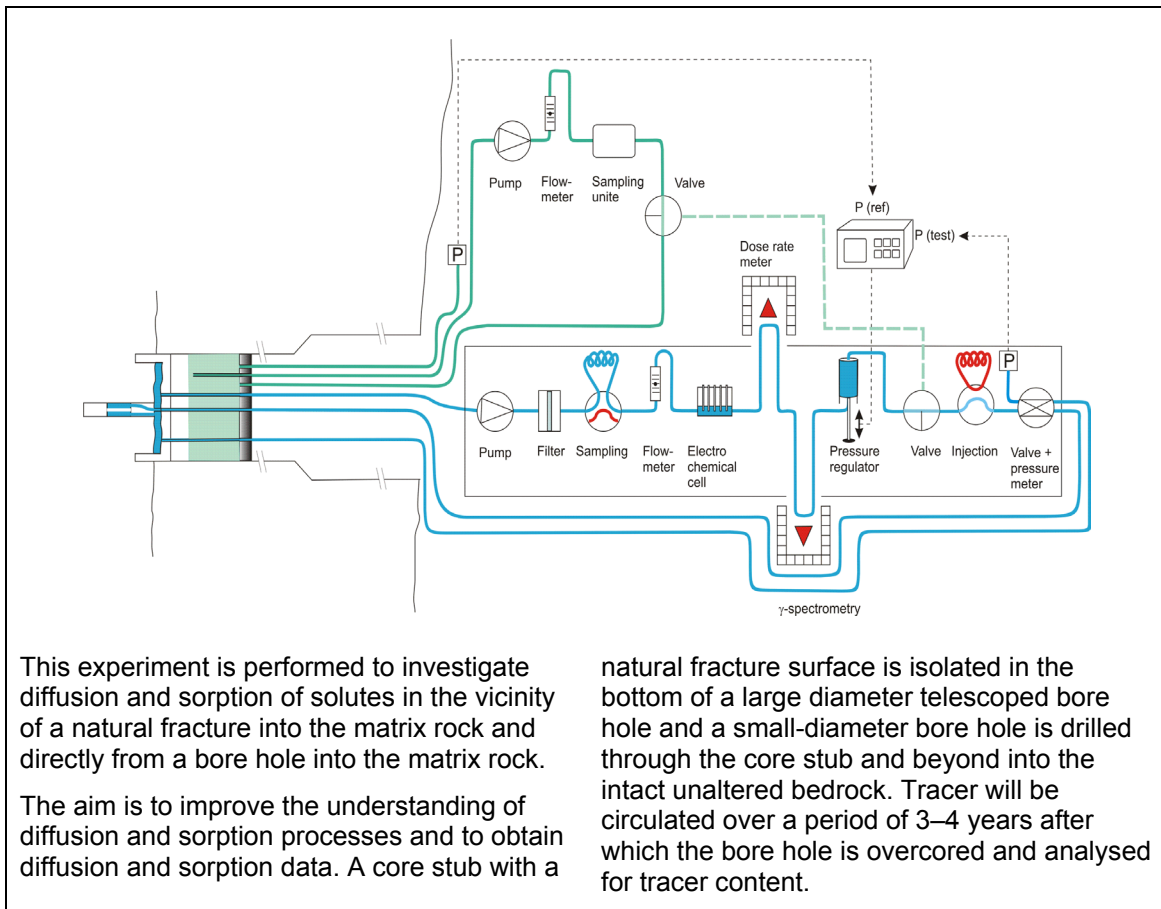 P (ref)
P (test)
Pump
Flow-
meter
Sampling
unite
Valve
P
Dose rate
meter
P
Pump
Filter
Sampling
Flow-
meter
Electro
chemical
cell
Pressure
regulator
Valve
Injection
Valve +
pressure
meter
γ-spectrometry
This experiment is performed to investigate
diffusion and sorption of solutes in the vicinity
of a natural fracture into the matrix rock and
directly from a bore hole into the matrix rock.
The aim is to improve the understanding of
diffusion and sorption processes and to obtain
diffusion and sorption data. A core stub with a
natural fracture surface is isolated in the
bottom of a large diameter telescoped bore
hole and a small-diameter bore hole is drilled
through the core stub and beyond into the
intact unaltered bedrock. Tracer will be
circulated over a period of 3–4 years after
which the bore hole is overcored and analysed
for tracer content.